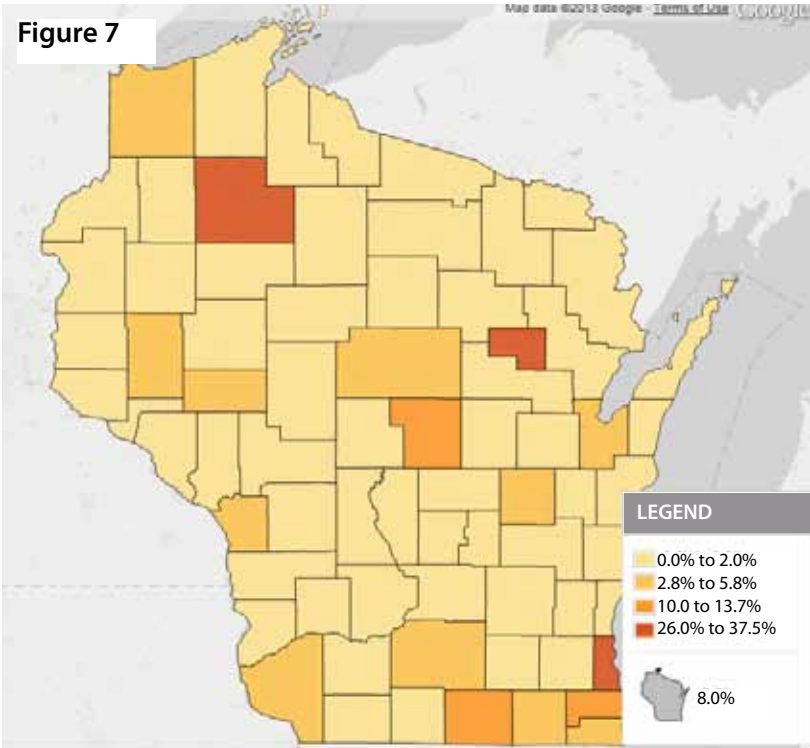 Map data ©2013 Google - Terms of Use Google
Figure 7
LEGEND
0.0% to 2.0%
2.8% to 5.8%
10.0 to 13.7%
26.0% to 37.5%
8.0%